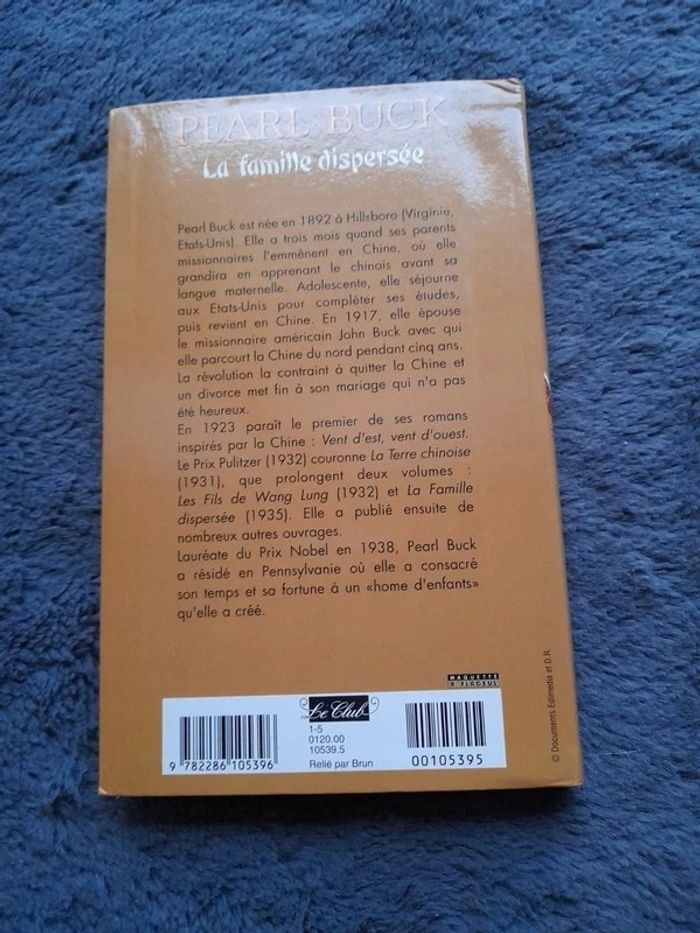 PEARL BUCK
La famille dispersée
Pearl Buck est née en 1892 à Hillsboro (Virginie,
Etats-Unis). Elle a trois mois quand ses parents
missionnaires l'emmènent en Chine, où elle
grandira en apprenant le chinois avant sa
langue maternelle. Adolescente, elle séjourne
aux Etats-Unis pour compléter ses études,
puis revient en Chine. En 1917, elle épouse
le missionnaire américain John Buck avec qui
elle parcourt la Chine du nord pendant cinq ans.
La révolution la contraint à quitter la Chine et
un divorce met fin à son mariage qui n'a pas
été heureux.
En 1923 paraît le premier de ses romans
inspirés par la Chine : Vent d'est, vent d'ouest.
Le Prix Pulitzer (1932) couronne La Terre chinoise
(1931), que prolongent deux volumes :
Les Fils de Wang Lung (1932) et La Famille
dispersée (1935). Elle a publié ensuite de
nombreux autres ouvrages.
Lauréate du Prix Nobel en 1938, Pearl Buck
a résidé en Pennsylvanie où elle a consacré
son temps et sa fortune à un «home d'enfants»
qu'elle a créé.
© Documents Edimedia et D.R.
MAQUETTE
Le Club
1-5
0120.00
10539.5
Relié par Brun
9 782286 105396
00105395